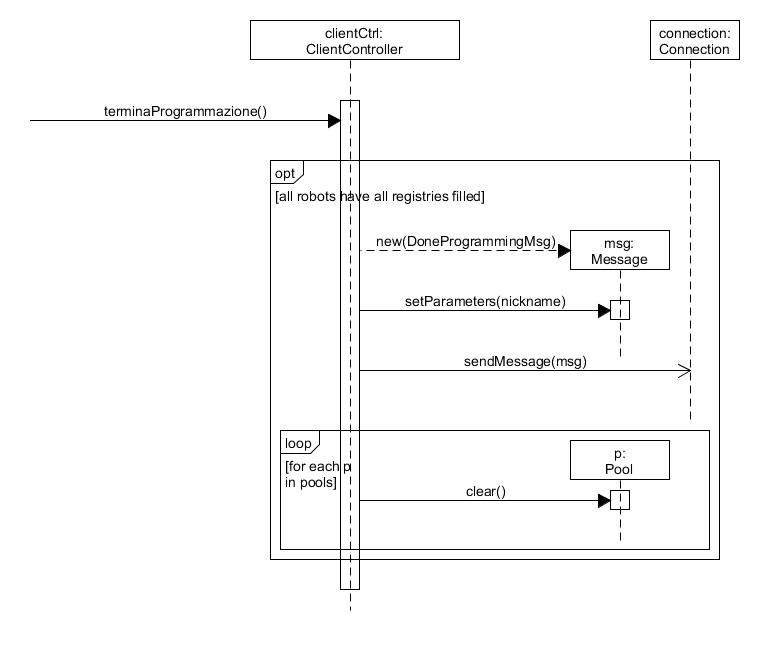 clientCtrl:
ClientController
connection:
Connection
terminaProgrammazione()
opt
[all robots have all registries filled]
new(DoneProgrammingMsg)
msg:
Message
setParameters(nickname)
sendMessage(msg)
loop
[for each p
in pools]
p:
Pool
clear()